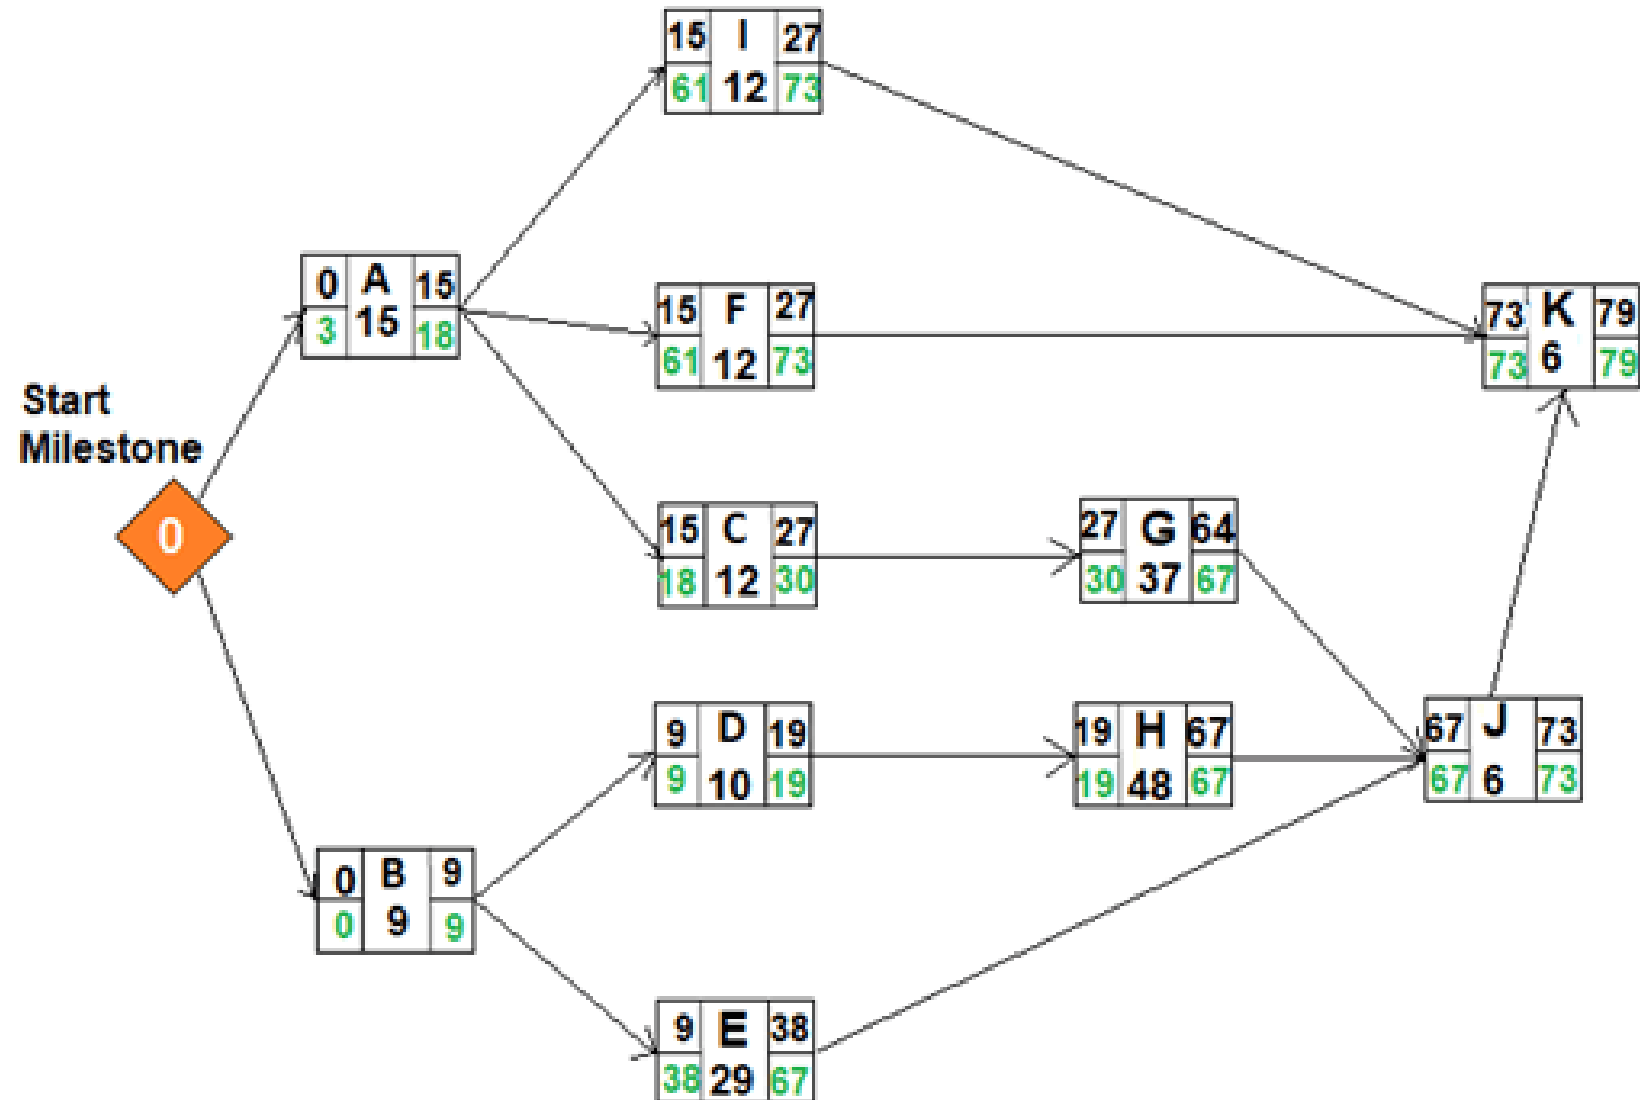 15 I 27
61 12 73
0 A 15
3 15 18
15 F 27
61 12 73
73 K 79
73 6 79
Start
Milestone
0
15 C 27
18 12 30
27 G 64
30 37 67
9 D 19
9 10 19
19 H 67
19 48 67
67 J 73
67 6 73
0 B 9
0 9 9
9 E 38
38 29 67